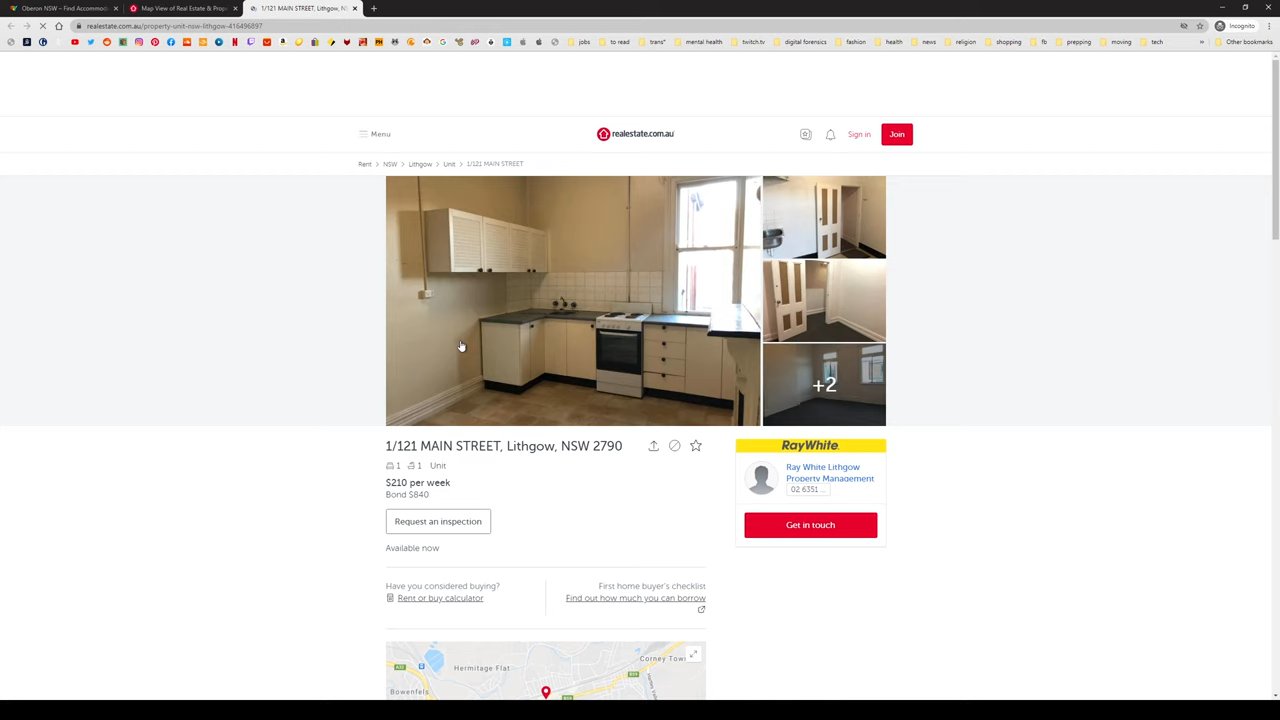 Oberon NSW – Find Accommod
Map View of Real Estate & Prop
1/121 MAIN STREET, Lithgow, NS
realestate.com.au/property-unit-nsw-lithgow-416496897
Incognito
jobs
to read
trans*
mental health
twitch.tv
digital forensics
fashion
health
news
religion
shopping
fb
prepping
moving
tech
»
Other bookmarks
Menu
realestate.com.au
Sign in
Join
Rent > NSW > Lithgow > Unit > 1/121 MAIN STREET
+2
1/121 MAIN STREET, Lithgow, NSW 2790
1 1 Unit
$210 per week
Bond $840
Request an inspection
Available now
RayWhite.
Ray White Lithgow
Property Management
02 6351 ...
Get in touch
Have you considered buying?
Rent or buy calculator
First home buyer's checklist
Find out how much you can borrow
Hermitage Flat
Corney Town
Bowenfels